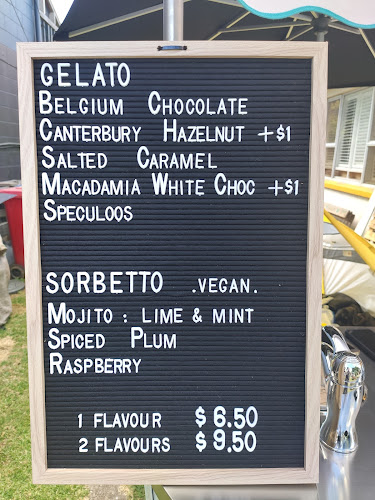 GELATO
BELGIUM CHOCOLATE
CANTERBURY HAZELNUT +$1
SALTED CARAMEL
MACADAMIA WHITE CHOC +$1
SPECULOOS
SORBETTO .VEGAN.
MOJITO : LIME & MINT
SPICED PLUM
RASPBERRY
1 FLAVOUR $6.50
2 FLAVOURS $9.50